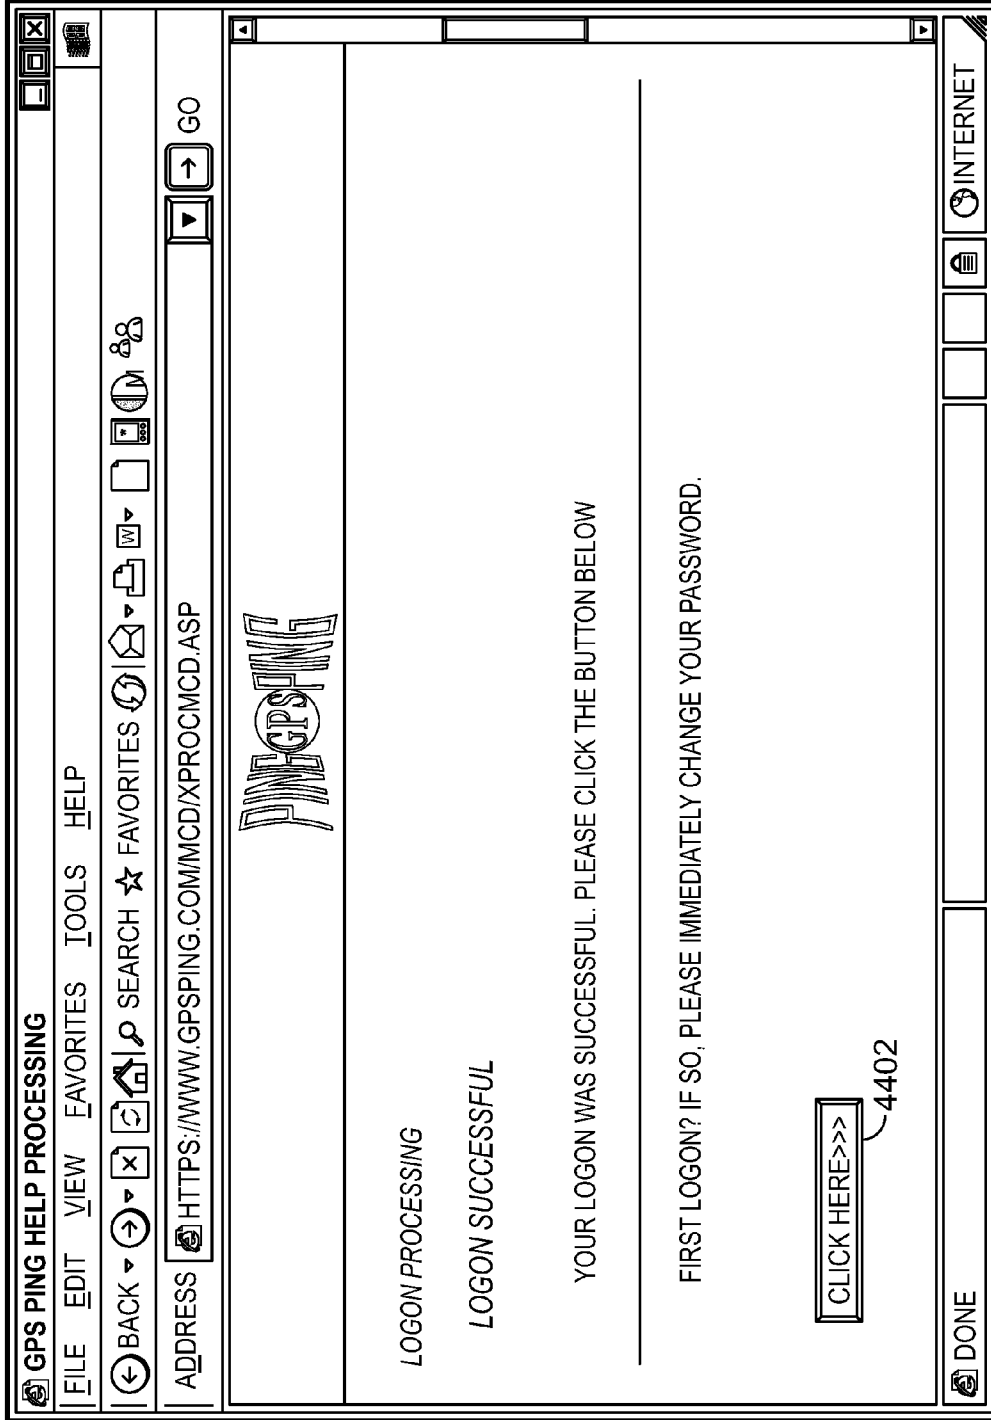 GPS PING HELP PROCESSING
FILE EDIT VIEW FAVORITES TOOLS HELP
BACK SEARCH FAVORITES W M
ADDRESS HTTPS://WWW.GPSPING.COM/MCD/XPROCMCD.ASP GO
PING GPS PING
LOGON PROCESSING
LOGON SUCCESSFUL
YOUR LOGON WAS SUCCESSFUL. PLEASE CLICK THE BUTTON BELOW
FIRST LOGON? IF SO, PLEASE IMMEDIATELY CHANGE YOUR PASSWORD.
CLICK HERE>>>
4402
DONE INTERNET